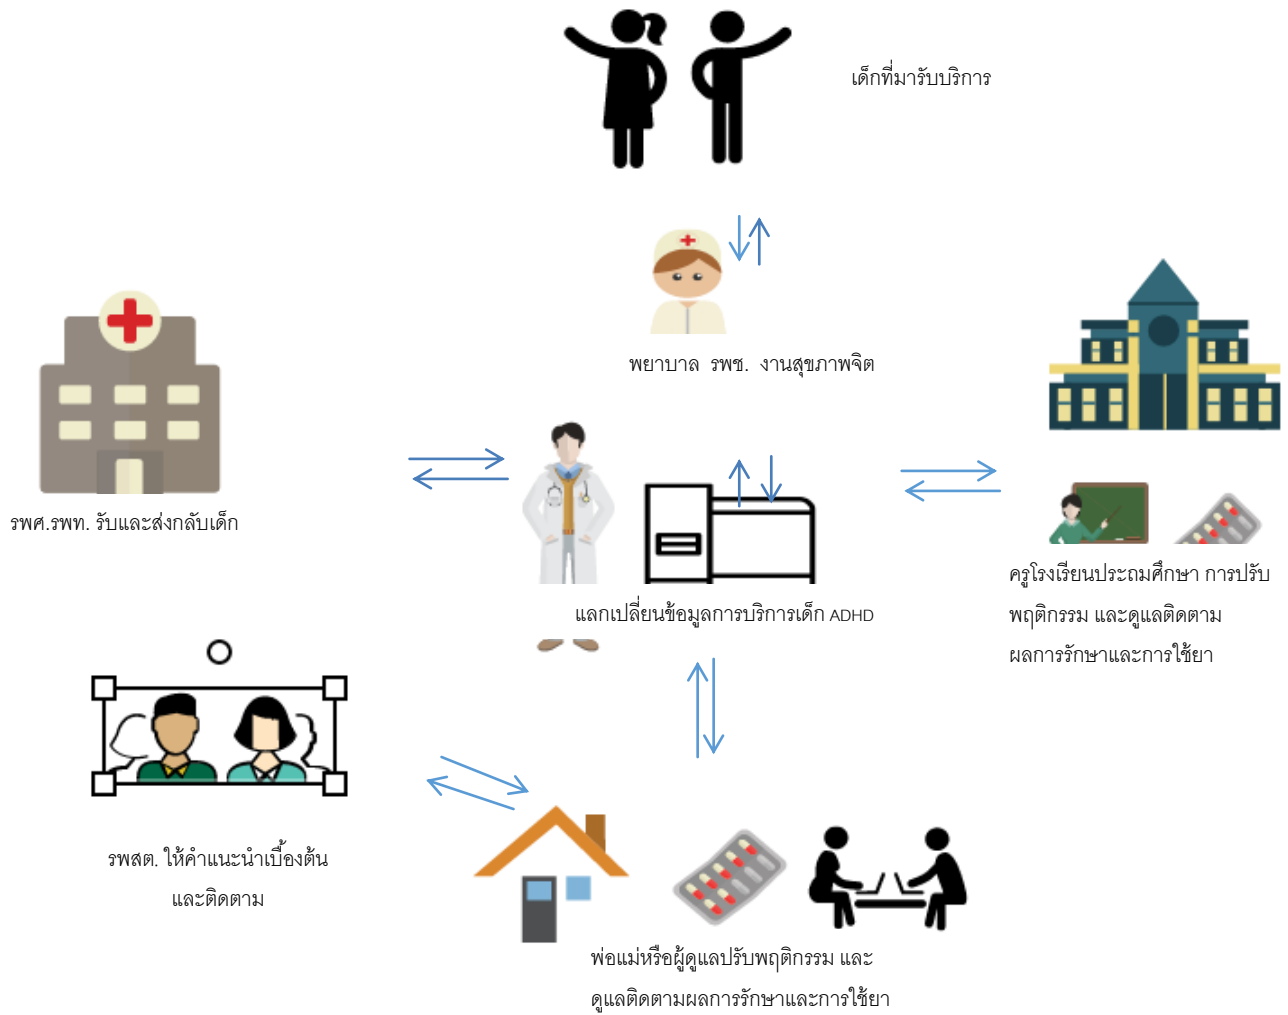 เด็กที่มารับบริการ
พยาบาล รพช. งานสุขภาพจิต
รพศ.รพท. รับและส่งกลับเด็ก
แลกเปลี่ยนข้อมูลการบริการเด็ก ADHD
ครูโรงเรียนประถมศึกษา การปรับ
พฤติกรรม และดูแลติดตาม
ผลการรักษาและการใช้ยา
รพสต. ให้คำแนะนำเบื้องต้น
และติดตาม
พ่อแม่หรือผู้ดูแลปรับพฤติกรรม และ
ดูแลติดตามผลการรักษาและการใช้ยา